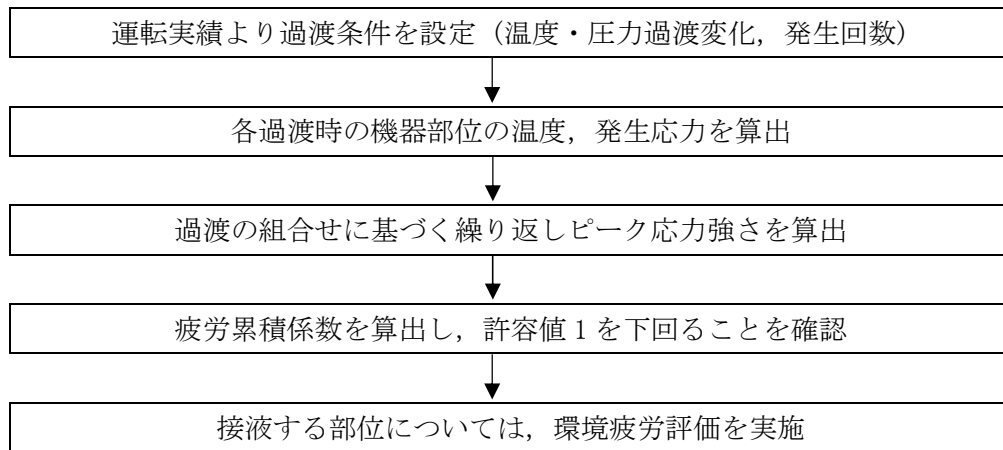 運転実績より過渡条件を設定（温度・圧力過渡変化，発生回数）
各過渡時の機器部位の温度，発生応力を算出
過渡の組合せに基づく繰り返しピーク応力強さを算出
疲労累積係数を算出し，許容値 1 を下回ることを確認
接液する部位については，環境疲労評価を実施